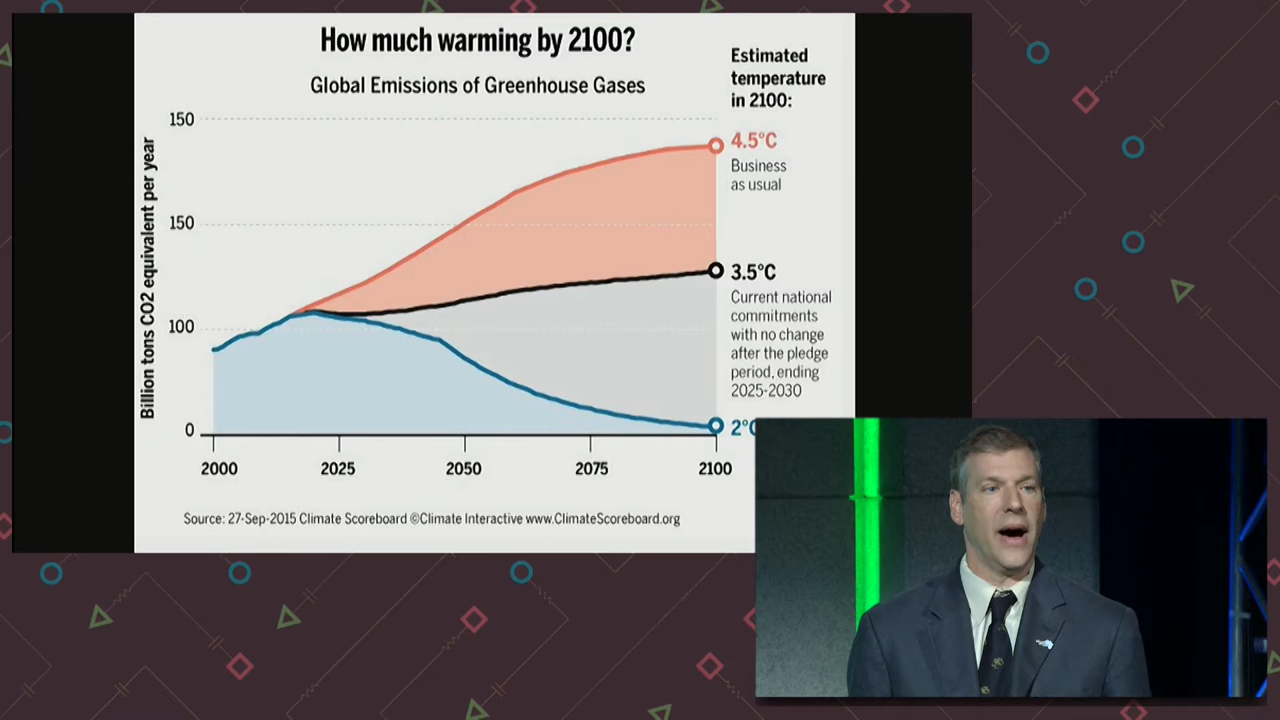 How much warming by 2100?
Global Emissions of Greenhouse Gases
Estimated
temperature
in 2100:
Billion tons CO2 equivalent per year
150
150
100
0
4.5°C
Business
as usual
3.5°C
Current national
commitments
with no change
after the pledge
period, ending
2025-2030
2°
2000
2025
2050
2075
2100
Source: 27-Sep-2015 Climate Scoreboard ©Climate Interactive www.ClimateScoreboard.org